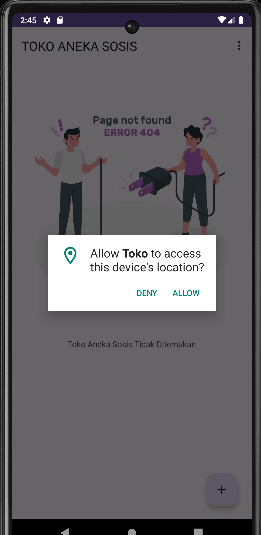 2:45
TOKO ANEKA SOSIS
Page not found
ERROR 404
Allow Toko to access
this device's location?
DENY
ALLOW
Toko Aneka Sosis Tidak Ditemukan
+